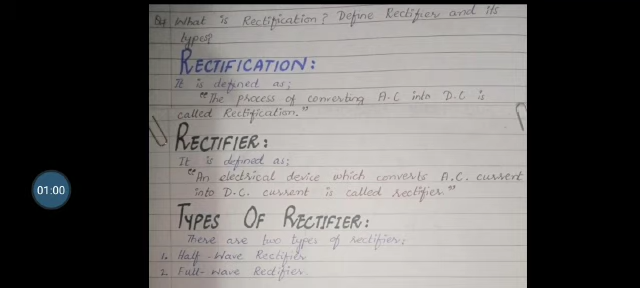 Q4 What is Rectification? Define Rectifier and its
types?
RECTIFICATION:
It is defined as;
"The process of converting A.C into D.C is
called Rectification."
RECTIFIER:
It is defined as;
"An electrical device which converts A.C. current
into D.C. current is called rectifier."
TYPES OF RECTIFIER:
There are two types of rectifier;
1. Half-Wave Rectifier
2. Full-Wave Rectifier.
01:00